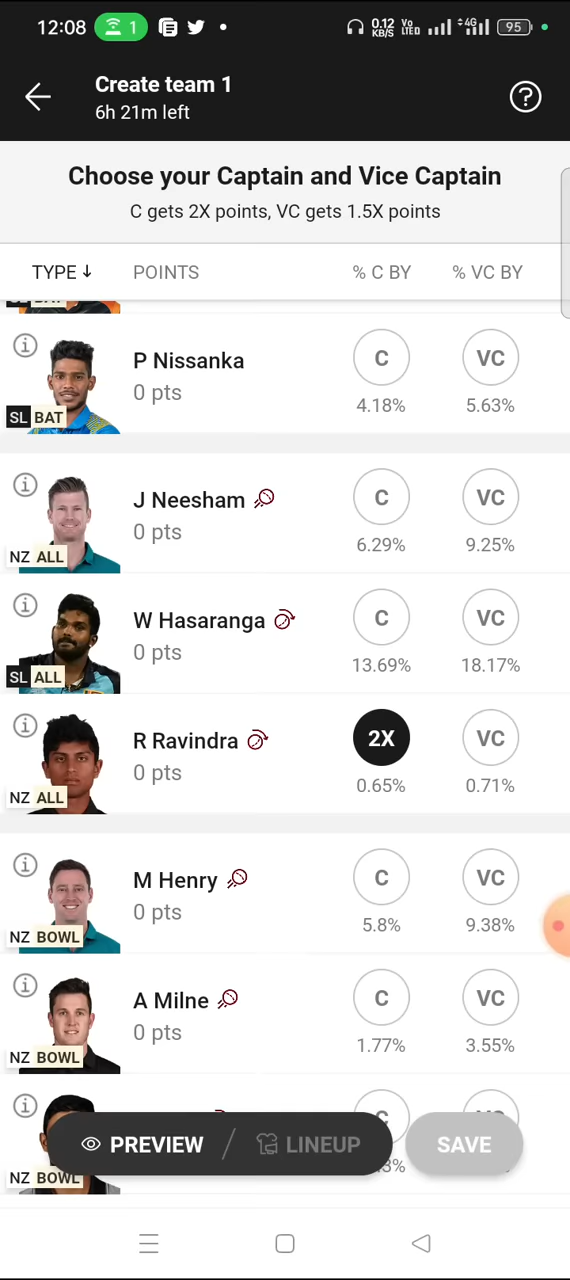 12:08 1 0.12 KB/S Vo LTED 4G 95
Create team 1
6h 21m left
Choose your Captain and Vice Captain
C gets 2X points, VC gets 1.5X points
TYPE ↓ POINTS % C BY % VC BY
P Nissanka C VC
0 pts
SL BAT 4.18% 5.63%
J Neesham C VC
0 pts
NZ ALL 6.29% 9.25%
W Hasaranga C VC
0 pts
SL ALL 13.69% 18.17%
R Ravindra 2X VC
0 pts
NZ ALL 0.65% 0.71%
M Henry C VC
0 pts
NZ BOWL 5.8% 9.38%
A Milne C VC
0 pts
NZ BOWL 1.77% 3.55%
PREVIEW / LINEUP SAVE
NZ BOWL